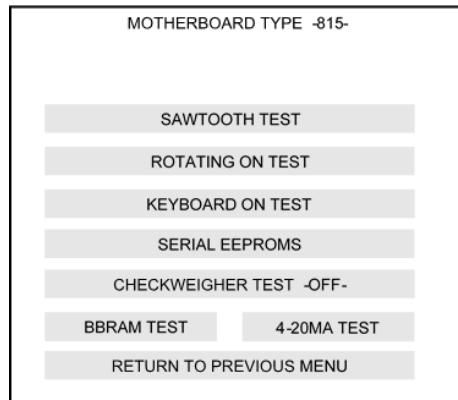 MOTHERBOARD TYPE -815-
SAWTOOTH TEST
ROTATING ON TEST
KEYBOARD ON TEST
SERIAL EEPROMS
CHECKWEIGHER TEST -OFF-
BBRAM TEST 4-20MA TEST
RETURN TO PREVIOUS MENU